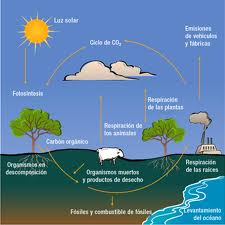 Luz solar
Emisiones
de vehículos
y fábricas
Ciclo de CO₂
Fotosíntesis
Respiración
de las plantas
Respiración de
los animales
Carbón orgánico
Organismos en
descomposición
Organismos muertos
y productos de desecho
Respiración
de las raíces
Fósiles y combustible de fósiles
Levantamiento
del océano